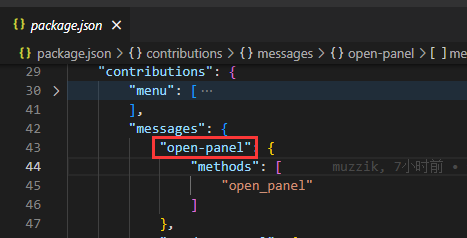 package.json ×
package.json > contributions > messages > open-panel > [ ] me
29 "contributions": {
30 > "menu": [ ···
41 ],
42 "messages": {
43 "open-panel": {
44 "methods": [ muzzik, 7小时前 •
45 "open_panel"
46 ]
47 },